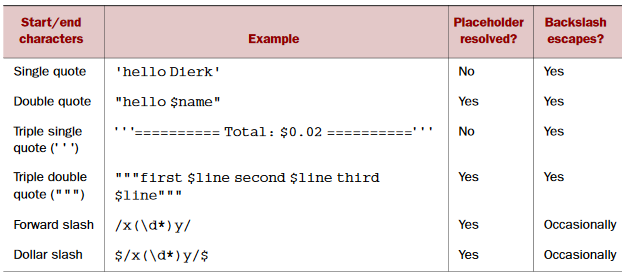 Start/end characters | Example | Placeholder resolved? | Backslash escapes?
Single quote | 'hello Dierk' | No | Yes
Double quote | "hello $name" | Yes | Yes
Triple single quote (''') | '''========== Total: $0.02 ==========''' | No | Yes
Triple double quote (""") | """first $line second $line third $line""" | Yes | Yes
Forward slash | /x(\d*)y/ | Yes | Occasionally
Dollar slash | $/x(\d*)y/$ | Yes | Occasionally